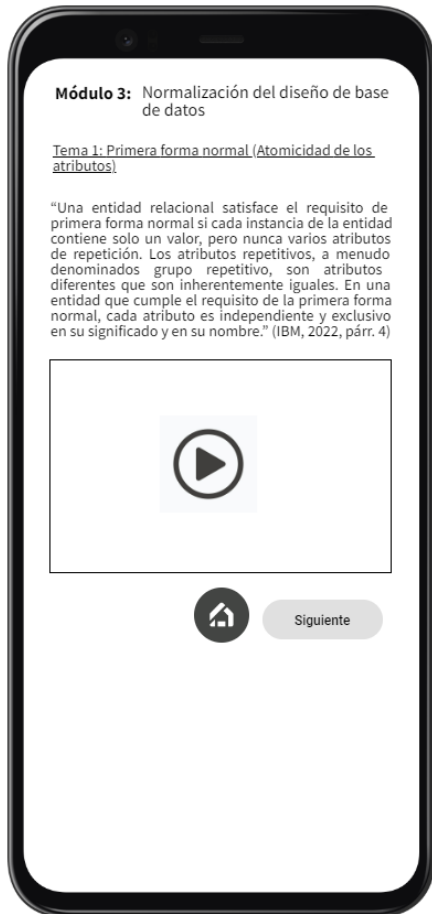 Módulo 3: Normalización del diseño de base
de datos
Tema 1: Primera forma normal (Atomicidad de los
atributos)
“Una entidad relacional satisface el requisito de
primera forma normal si cada instancia de la entidad
contiene solo un valor, pero nunca varios atributos
de repetición. Los atributos repetitivos, a menudo
denominados grupo repetitivo, son atributos
diferentes que son inherentemente iguales. En una
entidad que cumple el requisito de la primera forma
normal, cada atributo es independiente y exclusivo
en su significado y en su nombre.” (IBM, 2022, párr. 4)
Siguiente